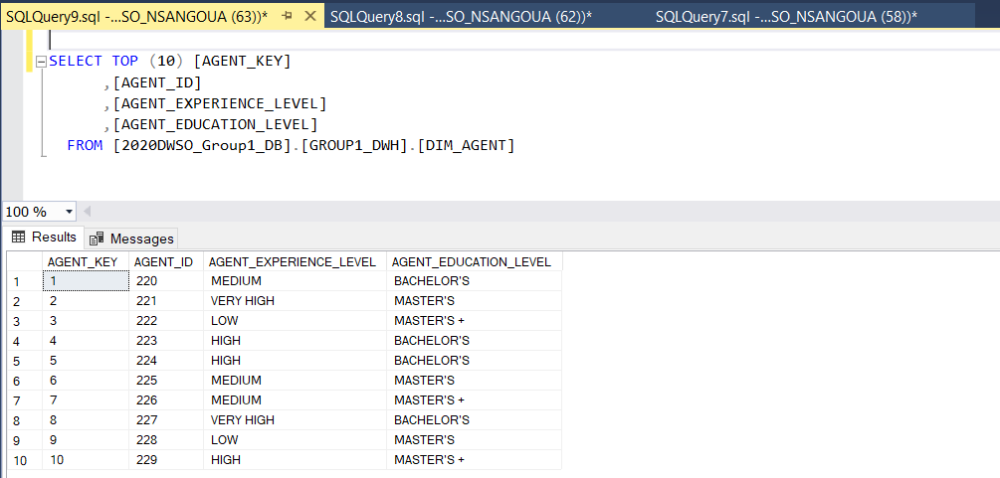 SQLQuery9.sql -...SO_NSANGOUA (63))* SQLQuery8.sql -...SO_NSANGOUA (62))* SQLQuery7.sql -...SO_NSANGOUA (58))*
SELECT TOP (10) [AGENT_KEY]
,[AGENT_ID]
,[AGENT_EXPERIENCE_LEVEL]
,[AGENT_EDUCATION_LEVEL]
FROM [2020DWSO_Group1_DB].[GROUP1_DWH].[DIM_AGENT]
100 %
Results Messages
AGENT_KEY AGENT_ID AGENT_EXPERIENCE_LEVEL AGENT_EDUCATION_LEVEL
1 1 220 MEDIUM BACHELOR'S
2 2 221 VERY HIGH MASTER'S
3 3 222 LOW MASTER'S +
4 4 223 HIGH BACHELOR'S
5 5 224 HIGH BACHELOR'S
6 6 225 MEDIUM MASTER'S
7 7 226 MEDIUM MASTER'S +
8 8 227 VERY HIGH BACHELOR'S
9 9 228 LOW MASTER'S
10 10 229 HIGH MASTER'S +